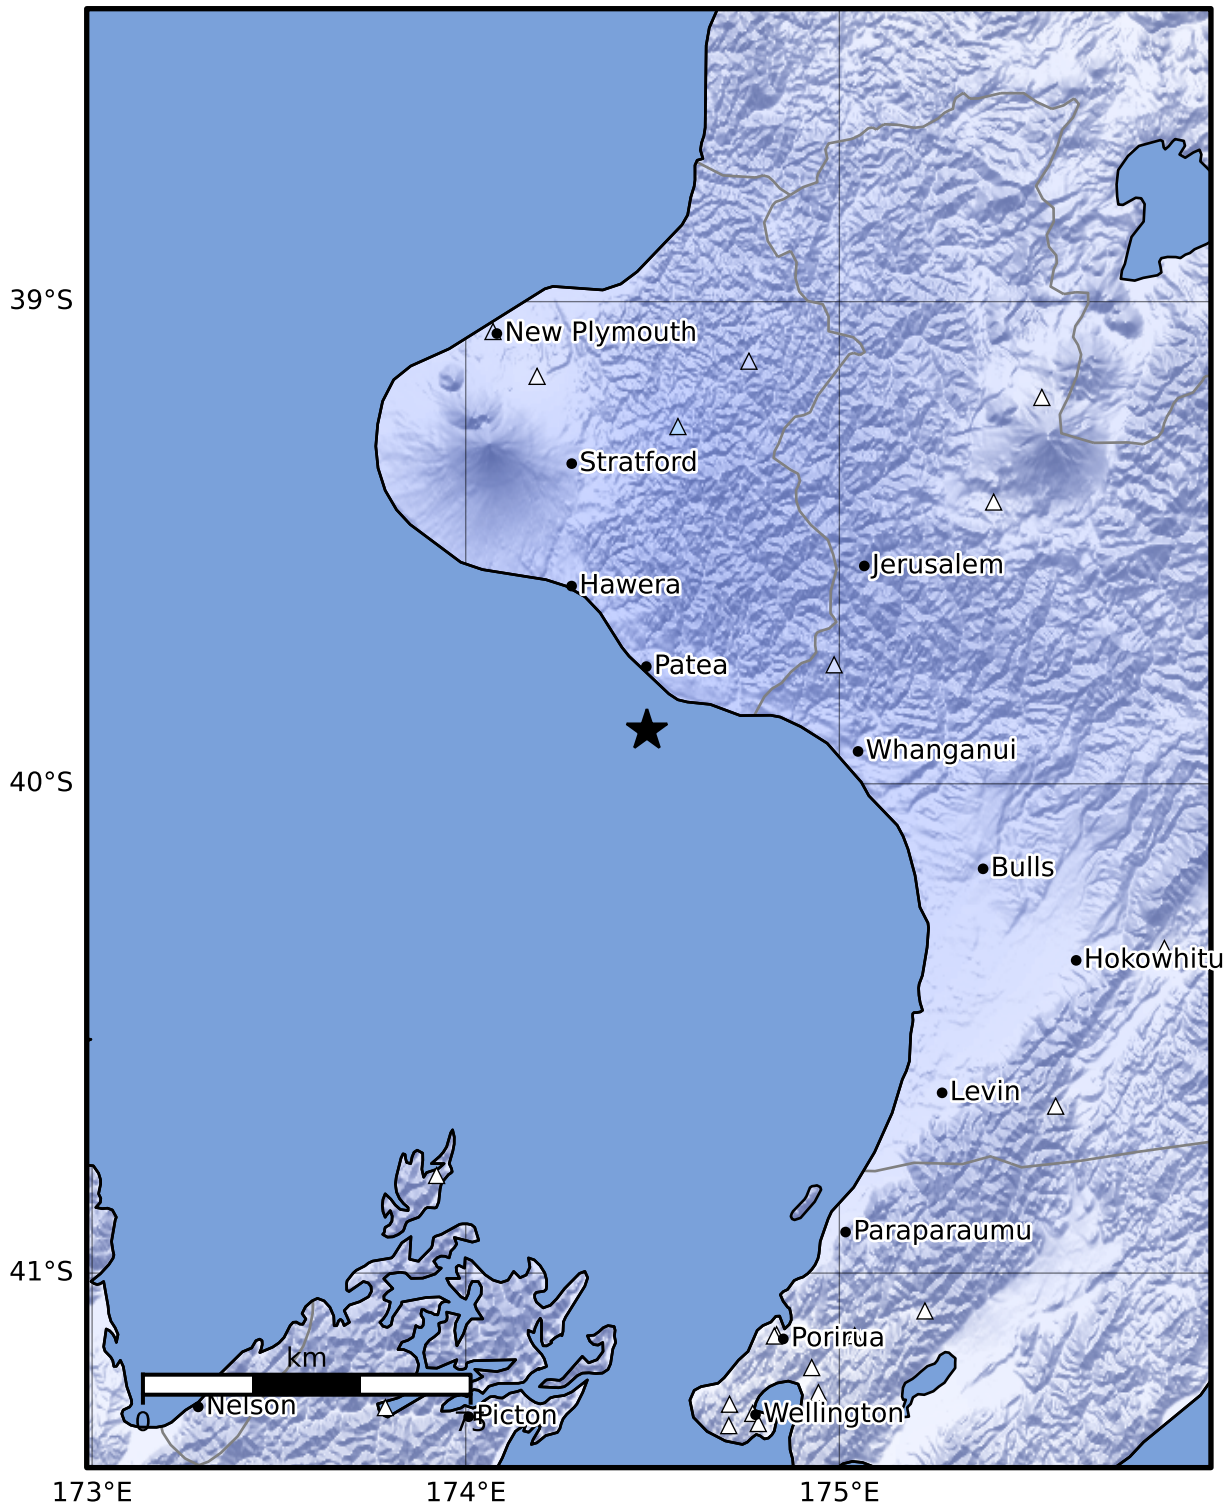 39°S
New Plymouth
Stratford
Jerusalem
Hawera
Patea
Whanganui
40°S
Bulls
Hokowhitu
Levin
Paraparaumu
41°S
Porirua
km
Nelson
Picton
Wellington
0
75
173°E
174°E
175°E